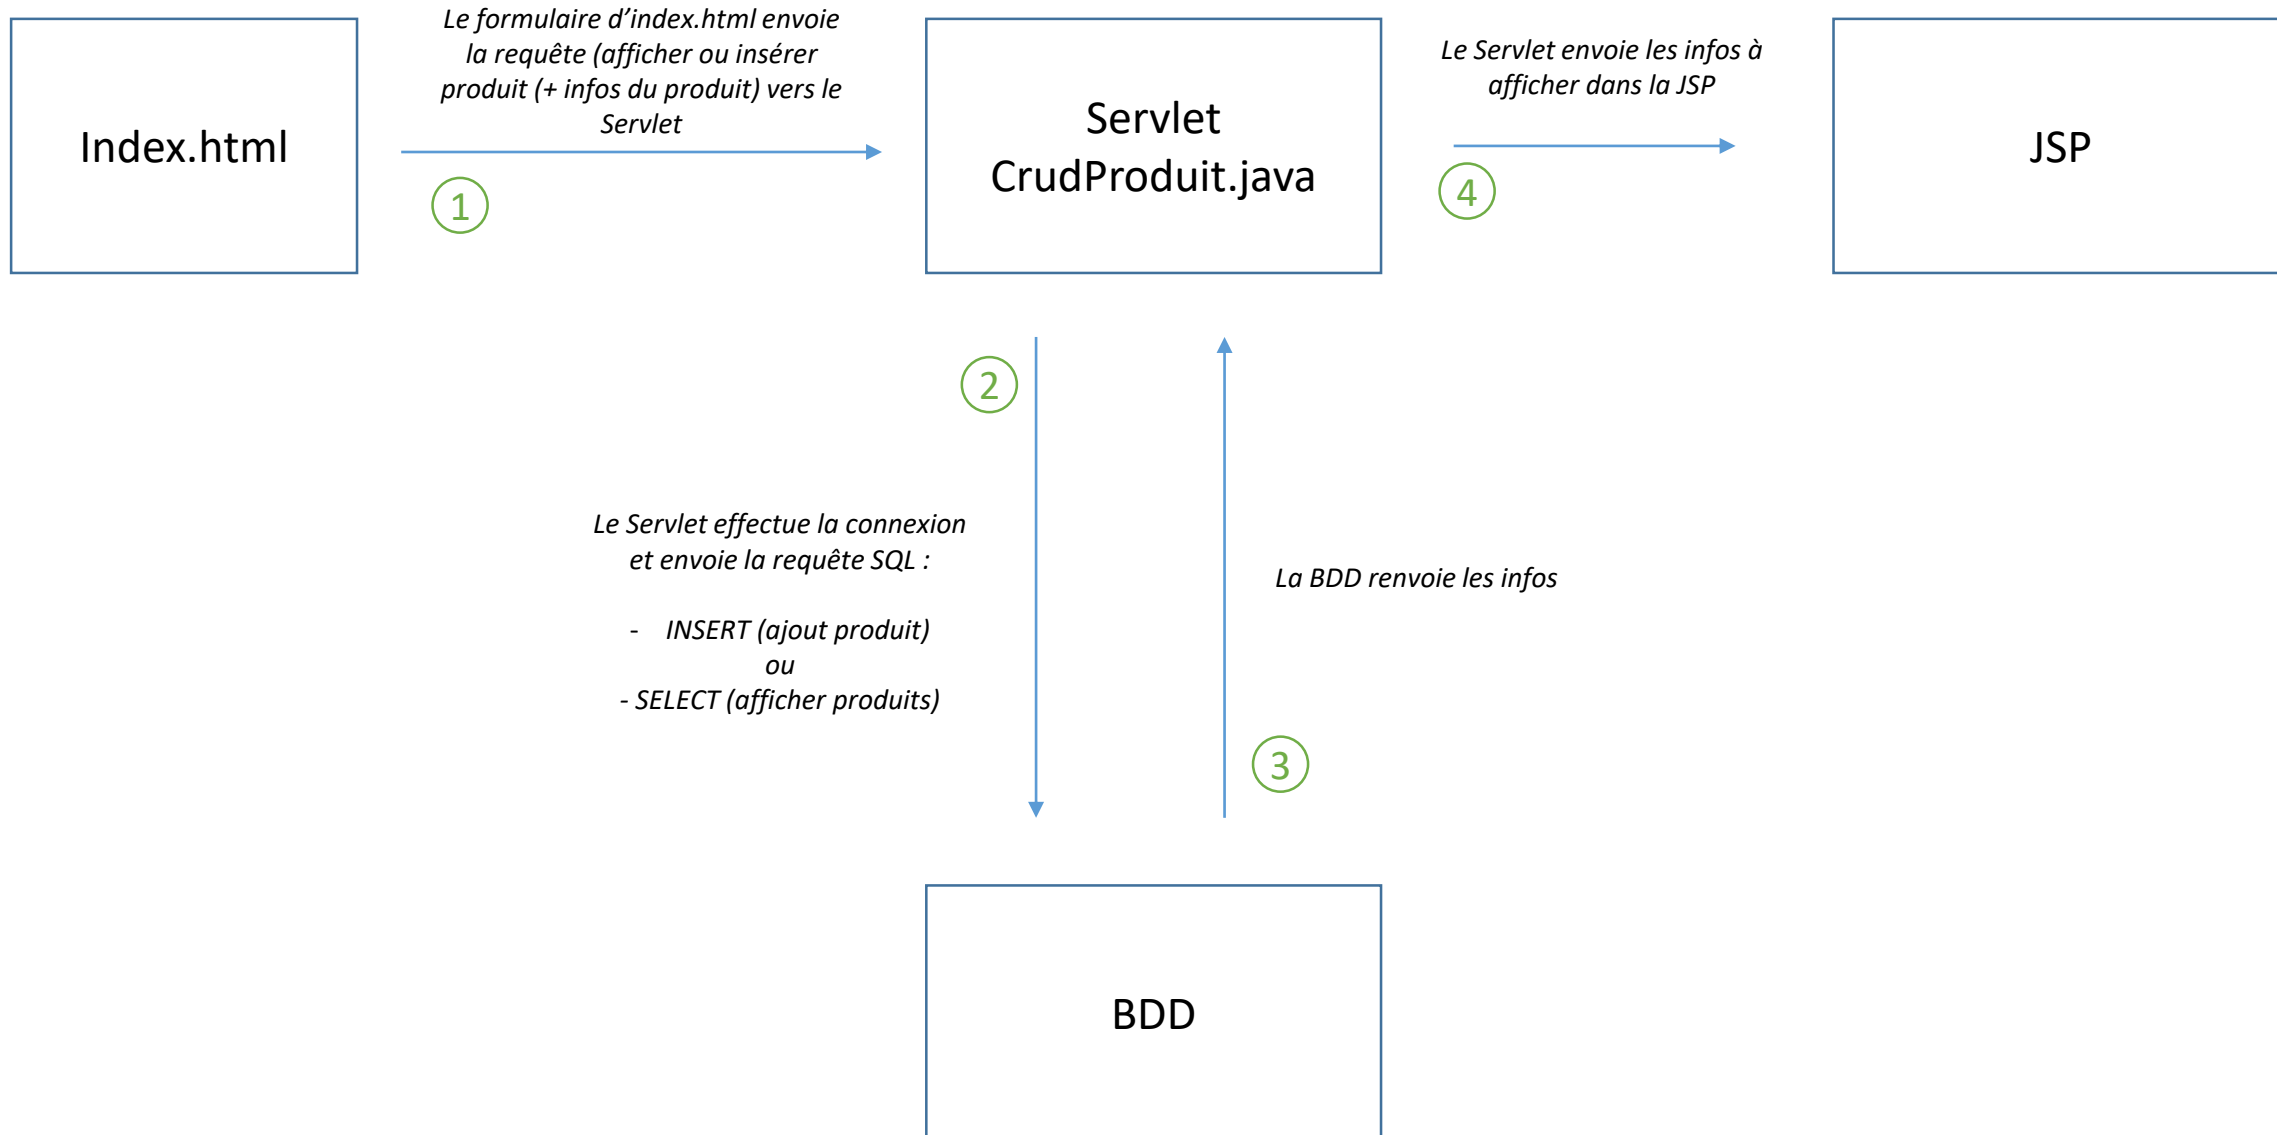 Index.html
Le formulaire d’index.html envoie
la requête (afficher ou insérer
produit (+ infos du produit) vers le
Servlet
1
Servlet
CrudProduit.java
Le Servlet envoie les infos à
afficher dans la JSP
4
JSP
2
Le Servlet effectue la connexion
et envoie la requête SQL :
- INSERT (ajout produit)
ou
- SELECT (afficher produits)
La BDD renvoie les infos
3
BDD